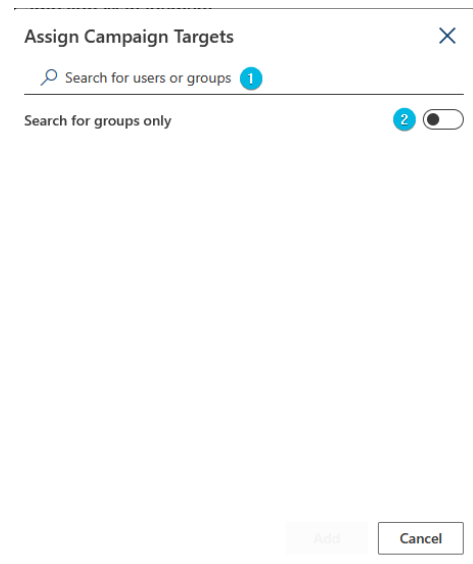 Assign Campaign Targets
Search for users or groups 1
Search for groups only 2
Add Cancel